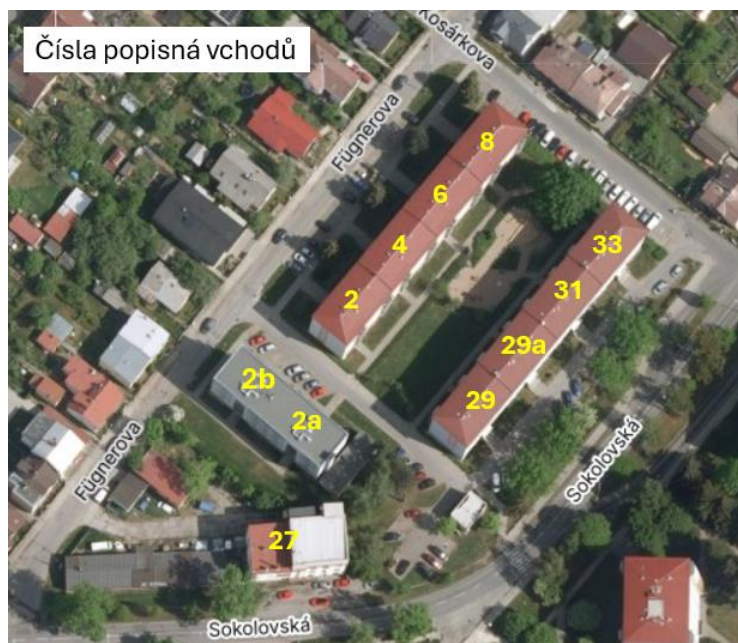 Čísla popisná vchodů
Kosárkova
Fügnerova
8
6
4
2
33
31
29a
29
2b
2a
Sokolovská
Fügnerova
27
Sokolovská